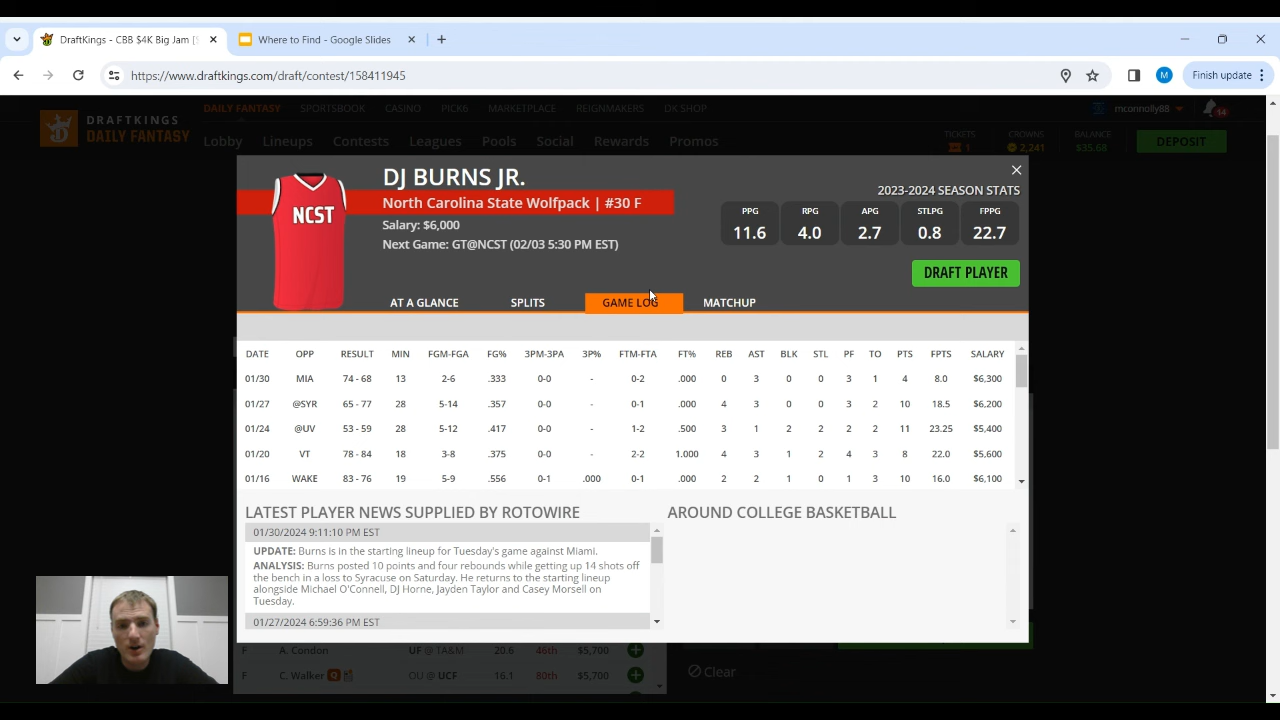 DraftKings - CBB $4K Big Jam [
Where to Find - Google Slides
https://www.draftkings.com/draft/contest/158411945
M
Finish update
DAILY FANTASY SPORTSBOOK CASINO PICK6 MARKETPLACE REIGNMAKERS DK SHOP
mconnolly88
14
DRAFTKINGS
DAILY FANTASY
Lobby Lineups Contests Leagues Pools Social Rewards Promos
TICKETS CROWNS BALANCE
1 2,241 $35.68
DEPOSIT
NCST
DJ BURNS JR.
North Carolina State Wolfpack | #30 F
Salary: $6,000
Next Game: GT@NCST (02/03 5:30 PM EST)
2023-2024 SEASON STATS
PPG RPG APG STLPG FPPG
11.6 4.0 2.7 0.8 22.7
DRAFT PLAYER
AT A GLANCE SPLITS GAME LOG MATCHUP
DATE OPP RESULT MIN FGM-FGA FG% 3PM-3PA 3P% FTM-FTA FT% REB AST BLK STL PF TO PTS FPTS SALARY
01/30 MIA 74 - 68 13 2-6 .333 0-0 - 0-2 .000 0 3 0 0 3 1 4 8.0 $6,300
01/27 @SYR 65 - 77 28 5-14 .357 0-0 - 0-1 .000 4 3 0 0 3 2 10 18.5 $6,200
01/24 @UV 53 - 59 28 5-12 .417 0-0 - 1-2 .500 3 1 2 2 2 2 11 23.25 $5,400
01/20 VT 78 - 84 18 3-8 .375 0-0 - 2-2 1.000 4 3 1 2 4 3 8 22.0 $5,600
01/16 WAKE 83 - 76 19 5-9 .556 0-1 .000 0-1 .000 2 2 1 0 1 3 10 16.0 $6,100
LATEST PLAYER NEWS SUPPLIED BY ROTOWIRE
01/30/2024 9:11:10 PM EST
UPDATE: Burns is in the starting lineup for Tuesday's game against Miami.
ANALYSIS: Burns posted 10 points and four rebounds while getting up 14 shots off
the bench in a loss to Syracuse on Saturday. He returns to the starting lineup
alongside Michael O'Connell, DJ Horne, Jayden Taylor and Casey Morsell on
Tuesday.
01/27/2024 6:59:36 PM EST
AROUND COLLEGE BASKETBALL
F A. Condon UF @ TA&M 20.6 46th $5,700
F C. Walker Q OU @ UCF 16.1 80th $5,700
Clear